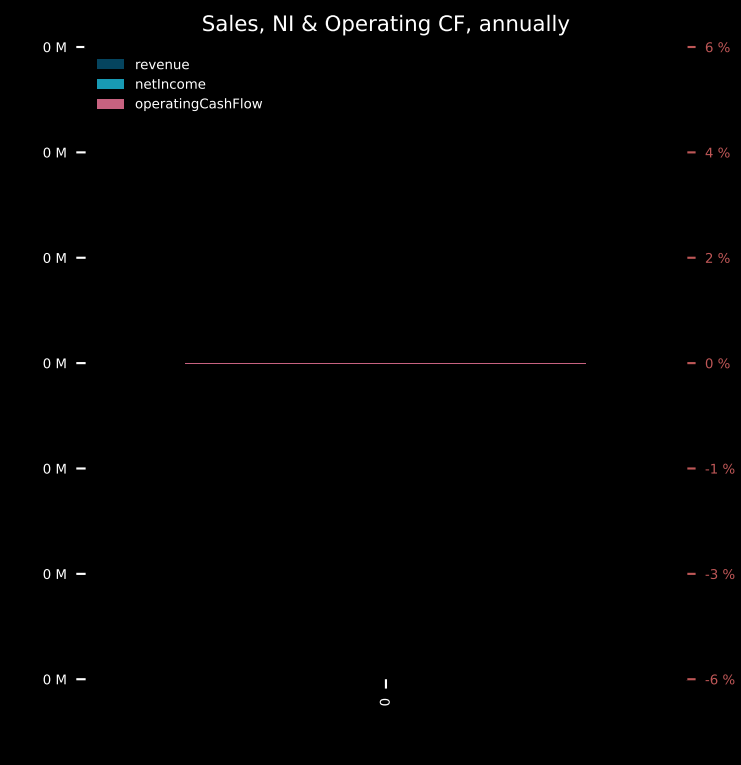 Sales, NI & Operating CF, annually
0 M
6 %
revenue
netIncome
operatingCashFlow
0 M
4 %
0 M
2 %
0 M
0 %
0 M
-1 %
0 M
-3 %
0 M
-6 %
0